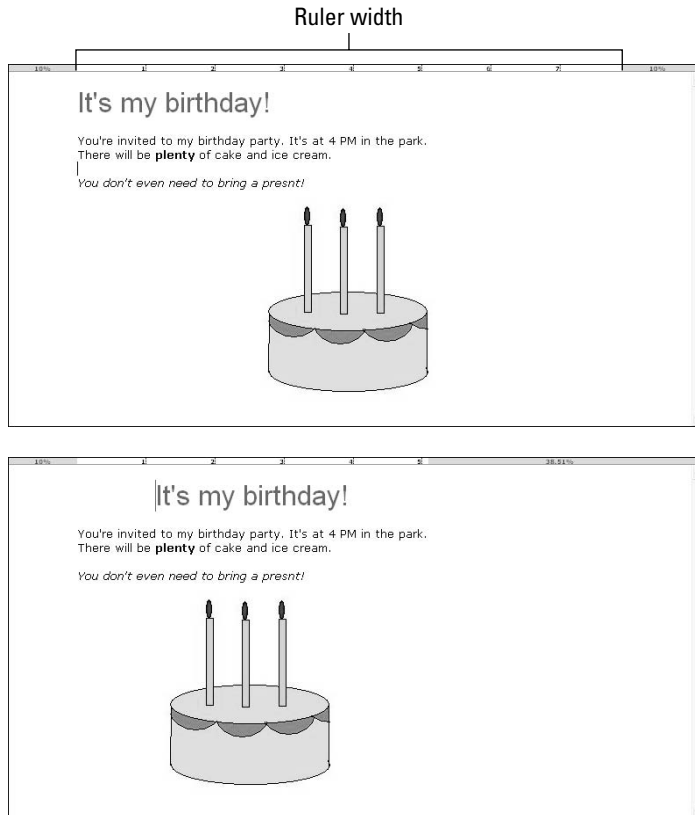 Ruler width
10% 1 2 3 4 5 6 7 10%
It's my birthday!
You're invited to my birthday party. It's at 4 PM in the park.
There will be plenty of cake and ice cream.
You don't even need to bring a presnt!
10% 1 2 3 4 5 38.51%
It's my birthday!
You're invited to my birthday party. It's at 4 PM in the park.
There will be plenty of cake and ice cream.
You don't even need to bring a presnt!